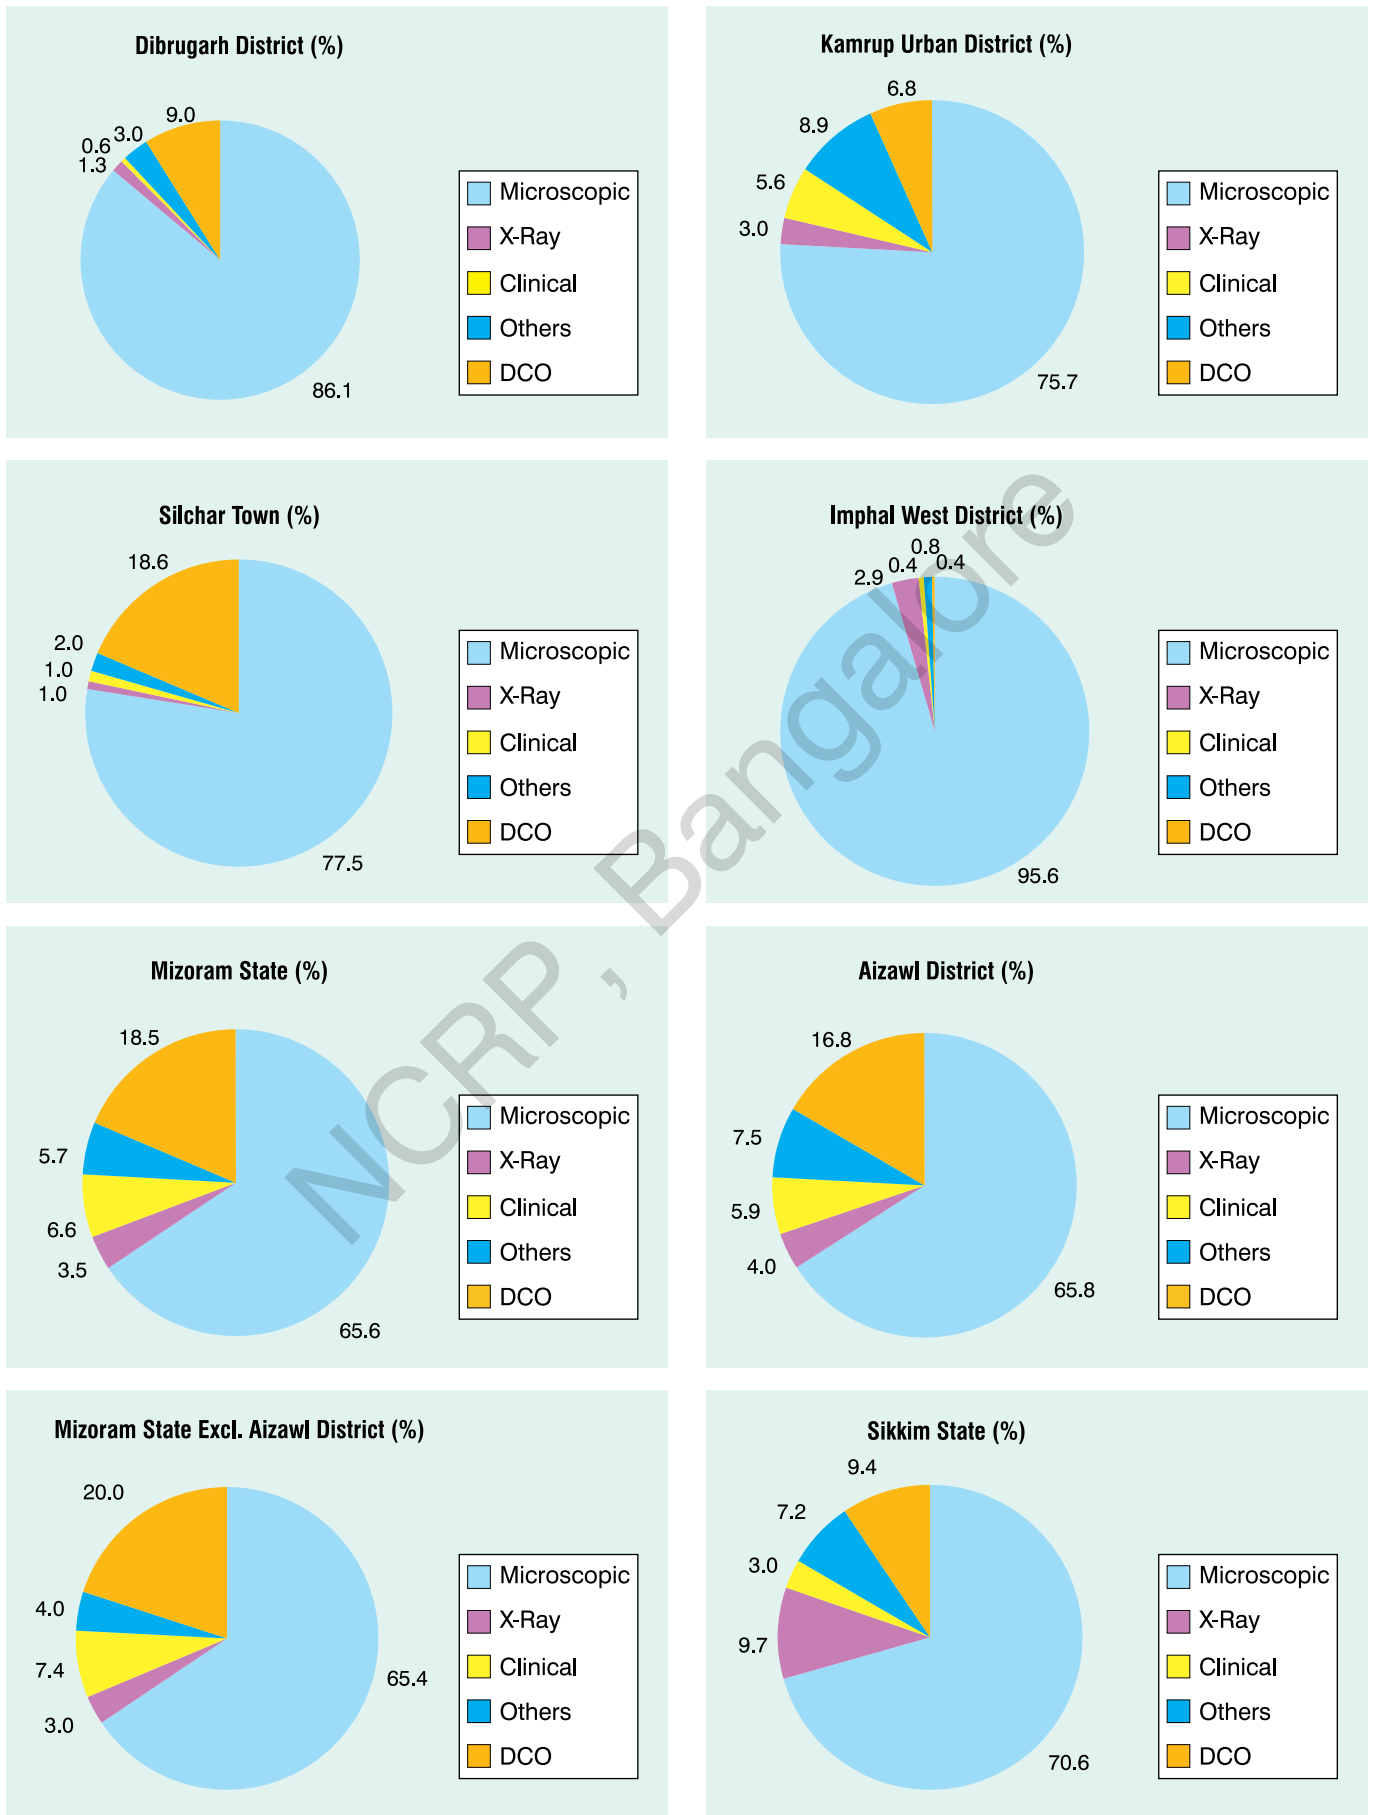 Dibrugarh District (%)
9.0
3.0
0.6
1.3
86.1
Microscopic
X-Ray
Clinical
Others
DCO
Kamrup Urban District (%)
6.8
8.9
5.6
3.0
75.7
Microscopic
X-Ray
Clinical
Others
DCO
Silchar Town (%)
18.6
2.0
1.0
1.0
77.5
Microscopic
X-Ray
Clinical
Others
DCO
Imphal West District (%)
0.8
0.4
0.4
2.9
95.6
Microscopic
X-Ray
Clinical
Others
DCO
Mizoram State (%)
18.5
5.7
6.6
3.5
65.6
Microscopic
X-Ray
Clinical
Others
DCO
Aizawl District (%)
16.8
7.5
5.9
4.0
65.8
Microscopic
X-Ray
Clinical
Others
DCO
Mizoram State Excl. Aizawl District (%)
20.0
4.0
7.4
3.0
65.4
Microscopic
X-Ray
Clinical
Others
DCO
Sikkim State (%)
9.4
7.2
3.0
9.7
70.6
Microscopic
X-Ray
Clinical
Others
DCO
NCRP , Bangalore